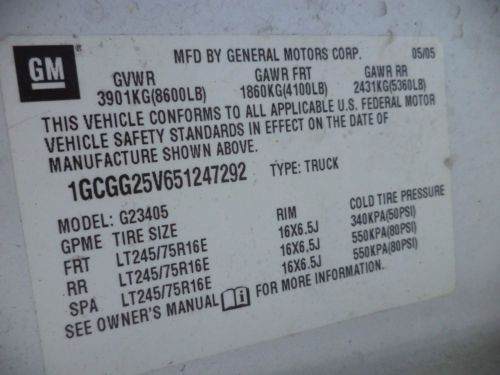 GM
MFD BY GENERAL MOTORS CORP. 05/05
GVWR GAWR FRT GAWR RR
3901KG(8600LB) 1860KG(4100LB) 2431KG(5360LB)
THIS VEHICLE CONFORMS TO ALL APPLICABLE U.S. FEDERAL MOTOR
VEHICLE SAFETY STANDARDS IN EFFECT ON THE DATE OF
MANUFACTURE SHOWN ABOVE.
1GCGG25V651247292 TYPE: TRUCK
MODEL: G23405
GPME TIRE SIZE RIM COLD TIRE PRESSURE
FRT LT245/75R16E 16X6.5J 340KPA(50PSI)
RR LT245/75R16E 16X6.5J 550KPA(80PSI)
SPA LT245/75R16E 16X6.5J 550KPA(80PSI)
SEE OWNER'S MANUAL FOR MORE INFORMATION.